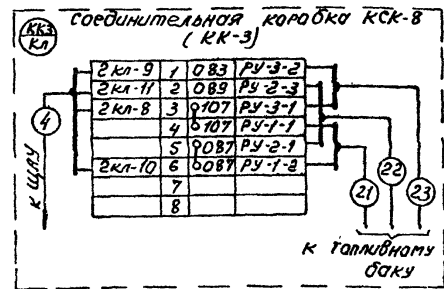 соединительная коробка КСК-8
(КК-3)
КК3
КЛ
2КЛ-9 1 083 РУ-3-2
2КЛ-11 2 089 РУ-2-3
2КЛ-8 3 107 РУ-3-1
4 107 РУ-1-1
5 087 РУ-2-1
2КЛ-10 6 087 РУ-1-2
7
8
4
к ЩАУ
21
22
23
к топливному
баку